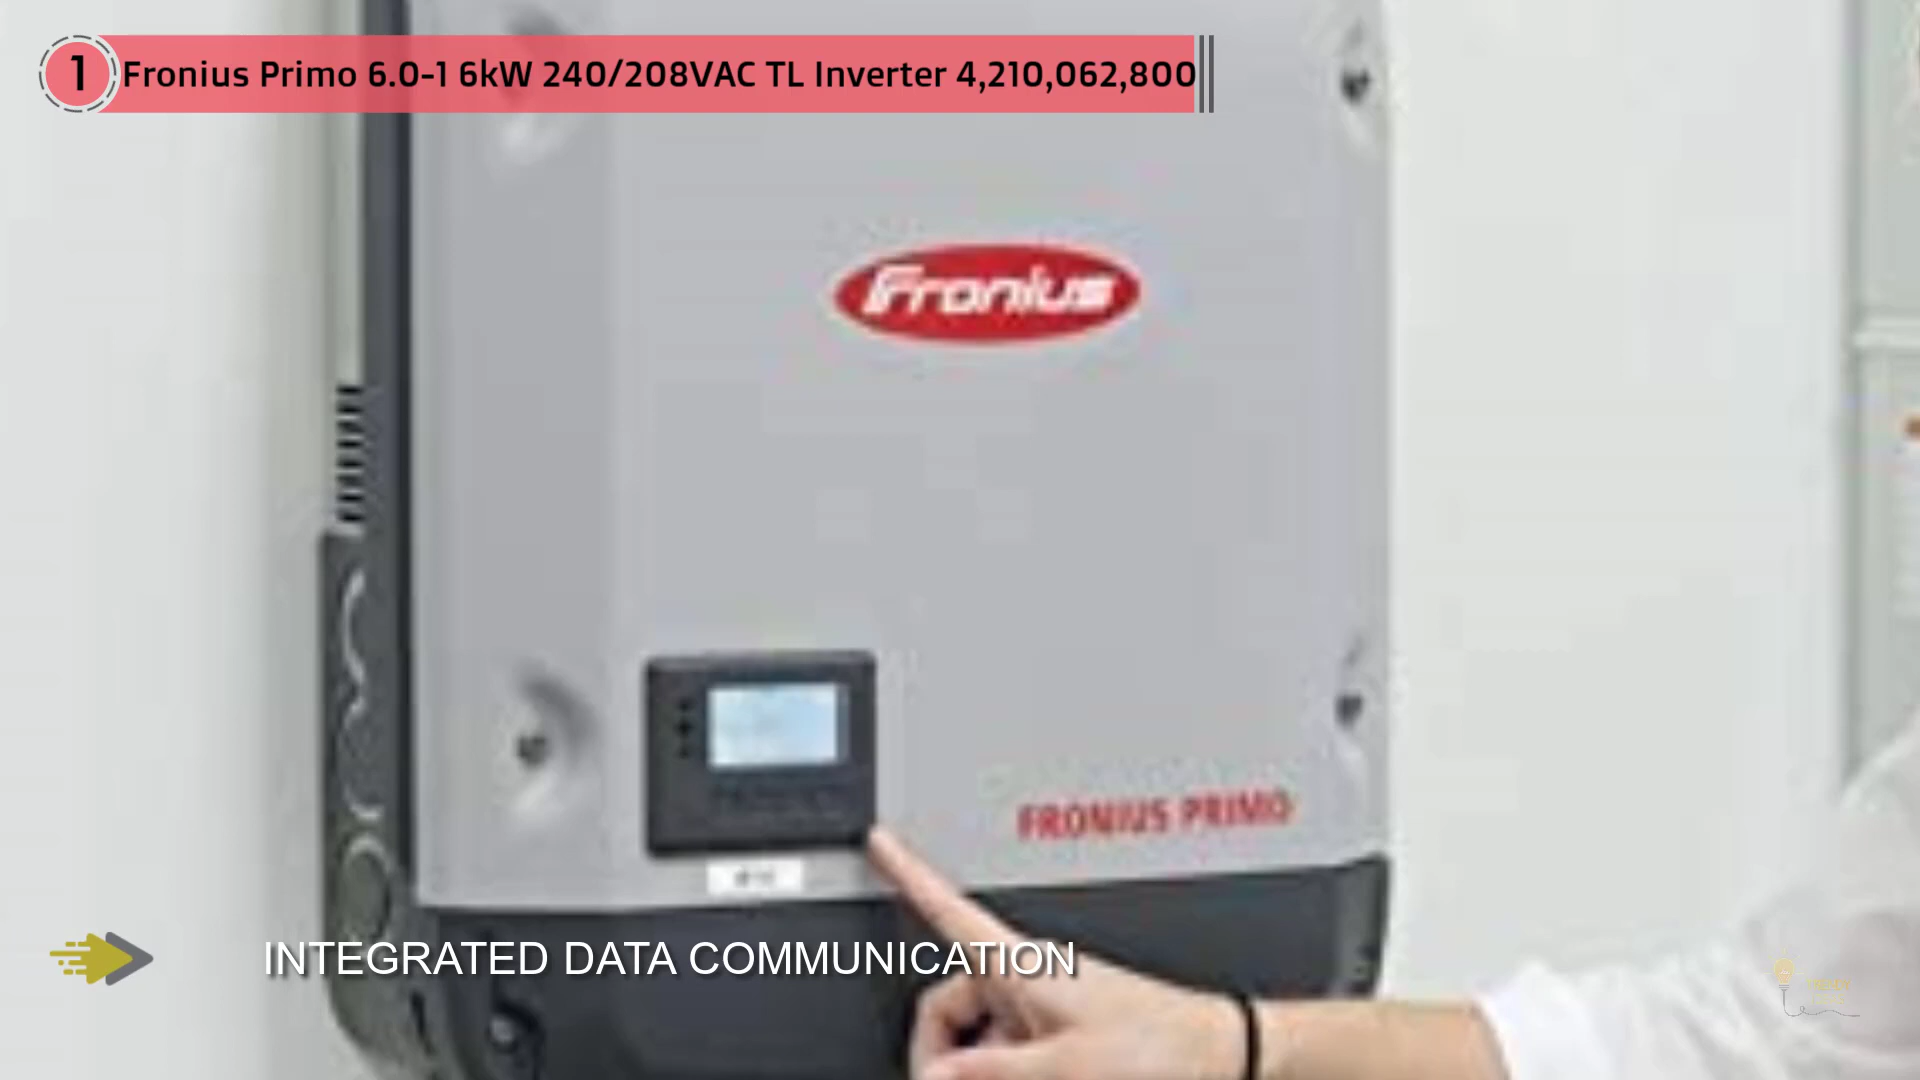 1
Fronius Primo 6.0-1 6kW 240/208VAC TL Inverter 4,210,062,800
Fronius
FRONIUS PRIMO
INTEGRATED DATA COMMUNICATION